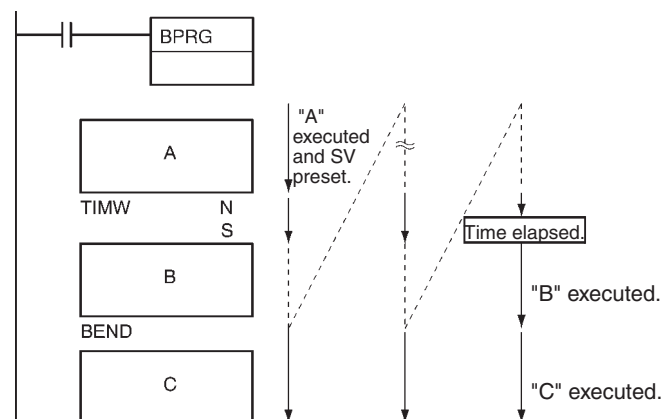 BPRG
"A"
executed
and SV
preset.
A
TIMW N
S
Time elapsed.
B
"B" executed.
BEND
C
"C" executed.